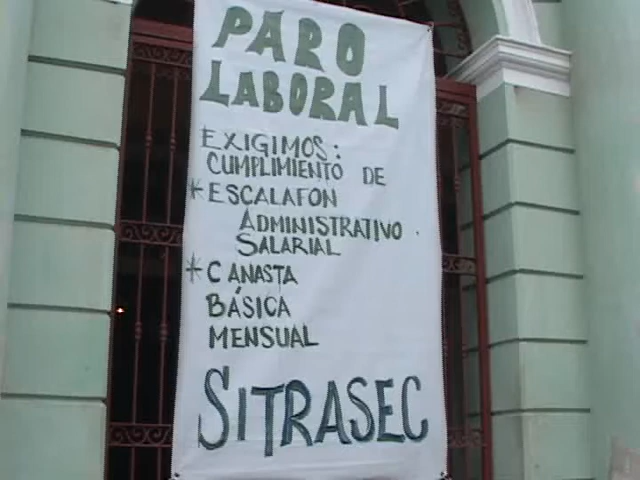 PARO
LABORAL
EXIGIMOS:
CUMPLIMIENTO DE
*ESCALAFON
ADMINISTRATIVO
SALARIAL
*CANASTA
BÁSICA
MENSUAL
SITRASEC